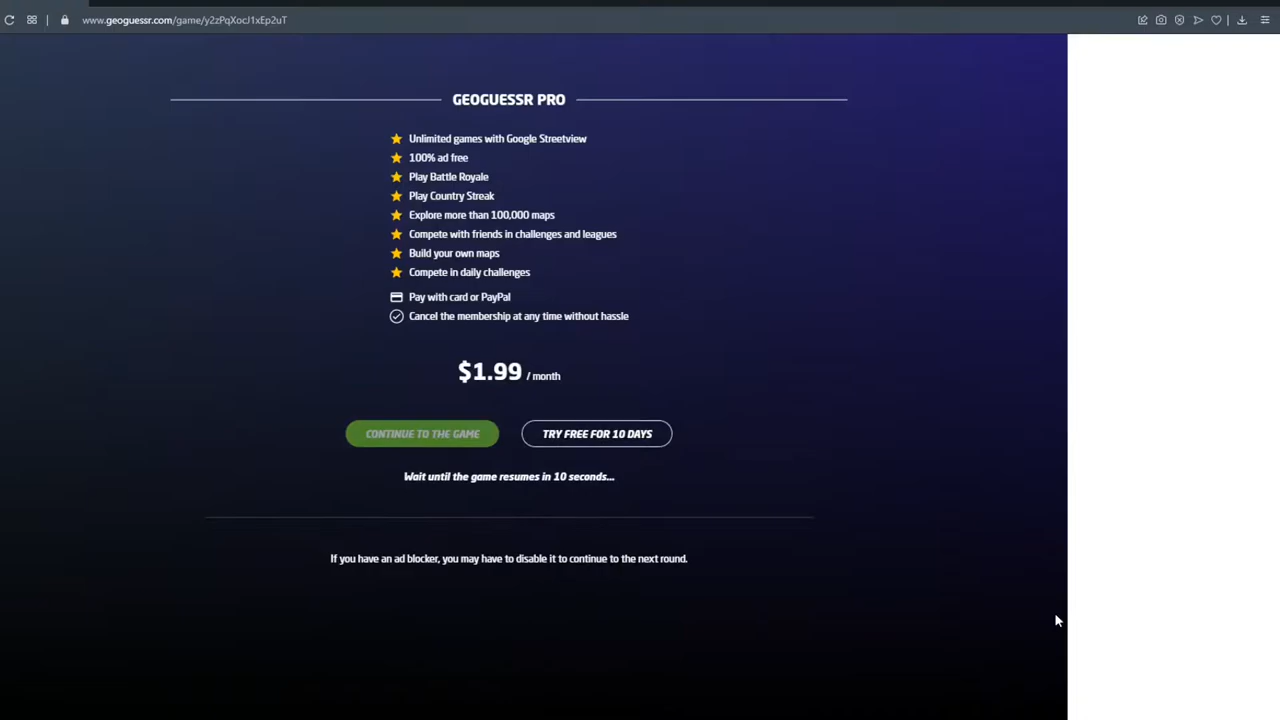 www.geoguessr.com/game/y2zPqXocJ1xEp2uT
GEOGUESSR PRO
Unlimited games with Google Streetview
100% ad free
Play Battle Royale
Play Country Streak
Explore more than 100,000 maps
Compete with friends in challenges and leagues
Build your own maps
Compete in daily challenges
Pay with card or PayPal
Cancel the membership at any time without hassle
$1.99 / month
CONTINUE TO THE GAME TRY FREE FOR 10 DAYS
Wait until the game resumes in 10 seconds...
If you have an ad blocker, you may have to disable it to continue to the next round.